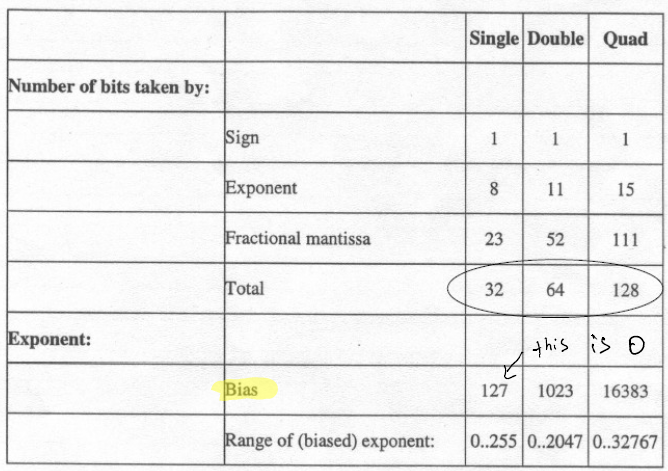 Single Double Quad
Number of bits taken by:
Sign 1 1 1
Exponent 8 11 15
Fractional mantissa 23 52 111
Total 32 64 128
Exponent: this is 0
Bias 127 1023 16383
Range of (biased) exponent: 0..255 0..2047 0..32767